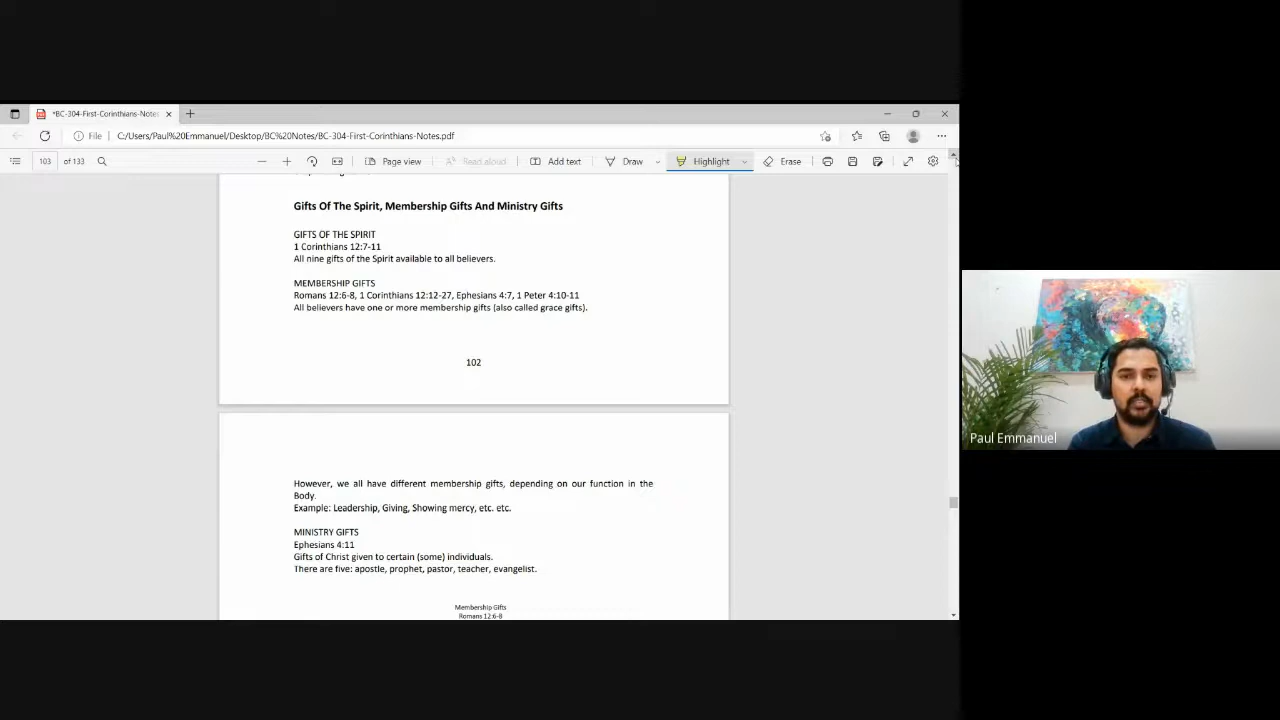 *BC-304-First-Corinthians-Notes
File
C:/Users/Paul%20Emmanuel/Desktop/BC%20Notes/BC-304-First-Corinthians-Notes.pdf
103 of 133
Page view
Read aloud
Add text
Draw
Highlight
Erase
Gifts Of The Spirit, Membership Gifts And Ministry Gifts
GIFTS OF THE SPIRIT
1 Corinthians 12:7-11
All nine gifts of the Spirit available to all believers.
MEMBERSHIP GIFTS
Romans 12:6-8, 1 Corinthians 12:12-27, Ephesians 4:7, 1 Peter 4:10-11
All believers have one or more membership gifts (also called grace gifts).
102
However, we all have different membership gifts, depending on our function in the
Body.
Example: Leadership, Giving, Showing mercy, etc. etc.
MINISTRY GIFTS
Ephesians 4:11
Gifts of Christ given to certain (some) individuals.
There are five: apostle, prophet, pastor, teacher, evangelist.
Membership Gifts
Romans 12:6-8
Paul Emmanuel